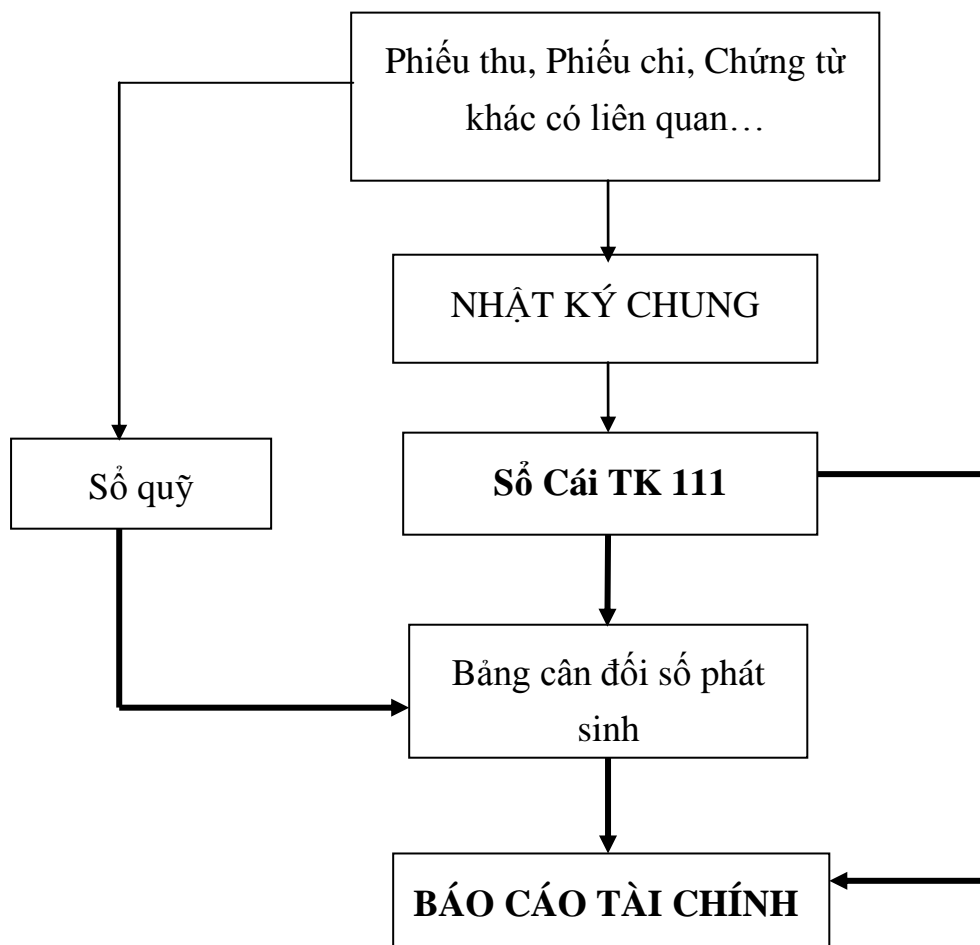 Phiếu thu, Phiếu chi, Chứng từ
khác có liên quan…
NHẬT KÝ CHUNG
Sổ quỹ
Sổ Cái TK 111
Bảng cân đối số phát
sinh
BÁO CÁO TÀI CHÍNH